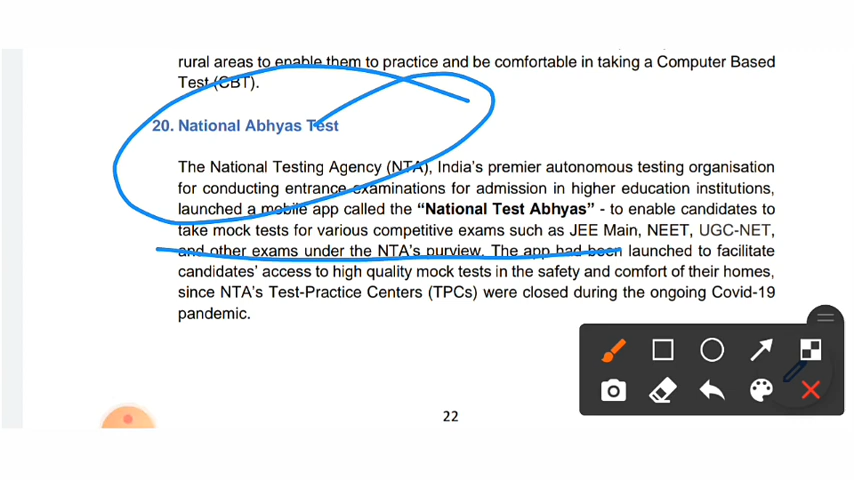 rural areas to enable them to practice and be comfortable in taking a Computer Based
Test (CBT).
20. National Abhyas Test
The National Testing Agency (NTA), India's premier autonomous testing organisation
for conducting entrance examinations for admission in higher education institutions,
launched a mobile app called the “National Test Abhyas” - to enable candidates to
take mock tests for various competitive exams such as JEE Main, NEET, UGC-NET,
and other exams under the NTA's purview. The app had been launched to facilitate
candidates' access to high quality mock tests in the safety and comfort of their homes,
since NTA's Test-Practice Centers (TPCs) were closed during the ongoing Covid-19
pandemic.
22